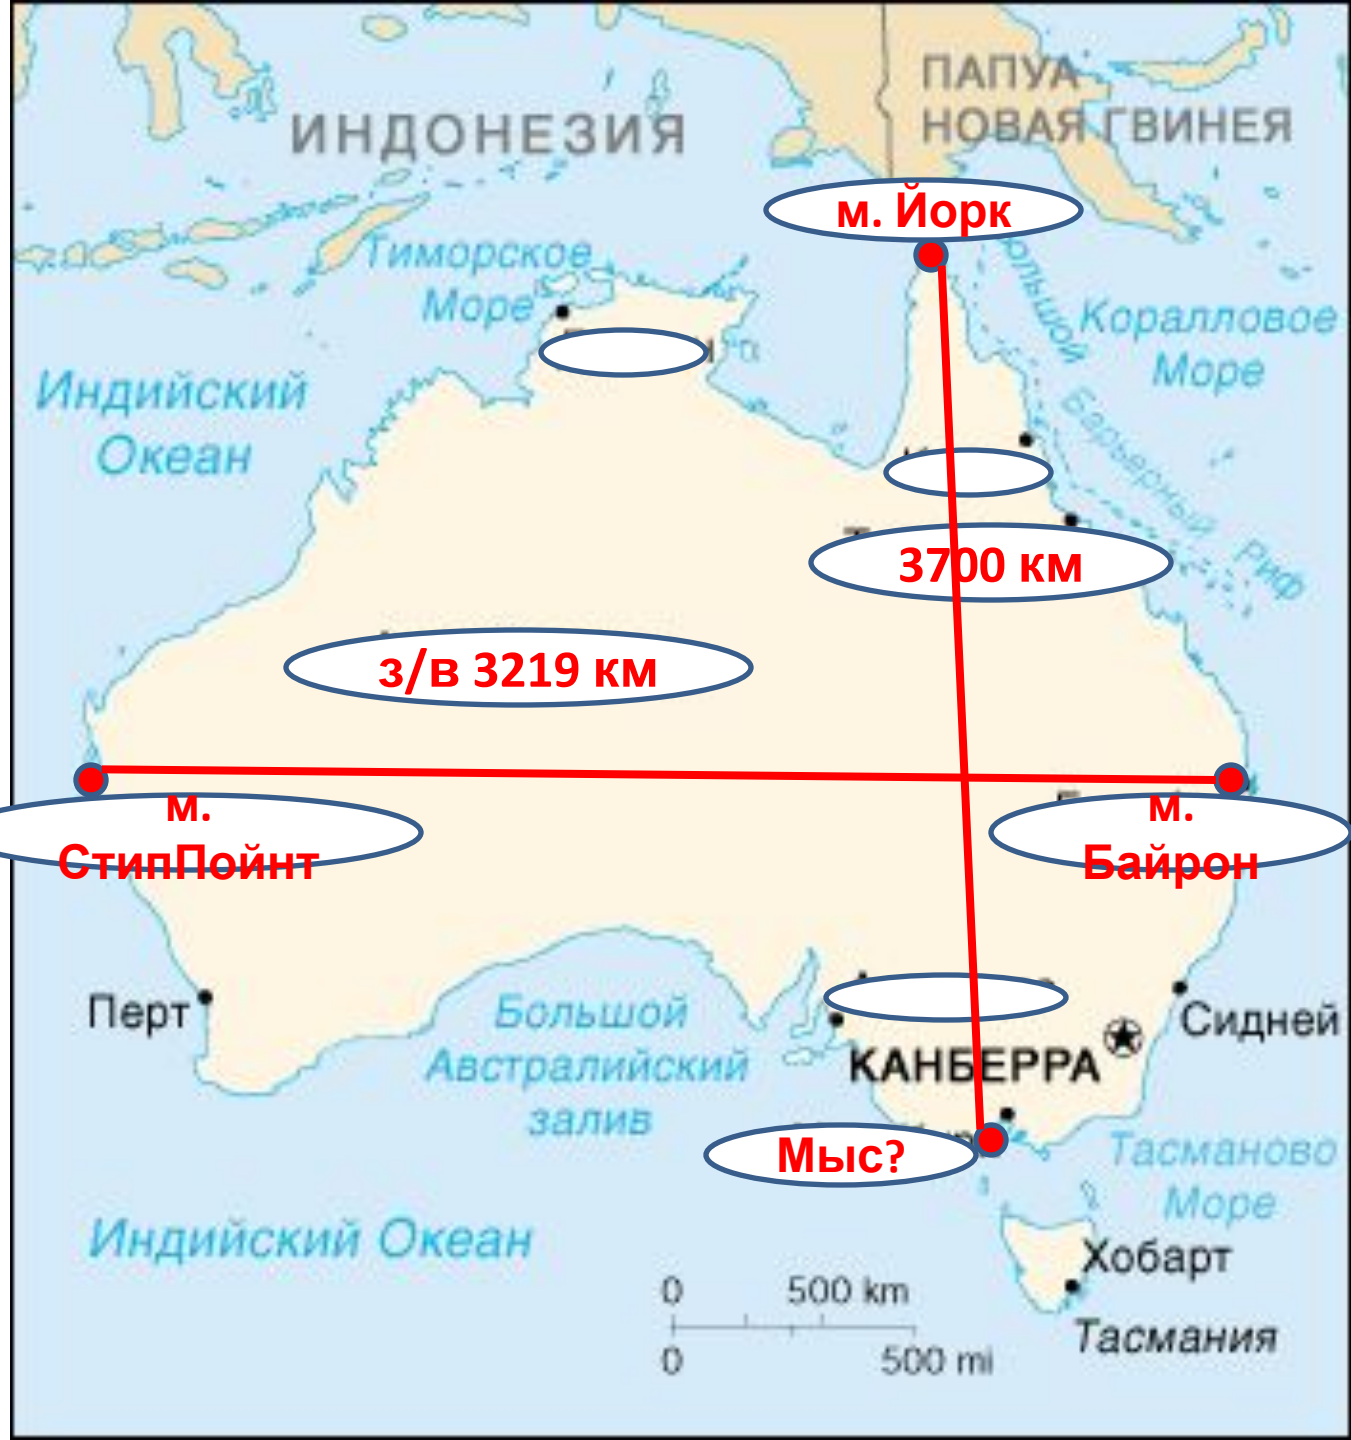 ПАПУА
НОВАЯ ГВИНЕЯ
ИНДОНЕЗИЯ
м. Йорк
Тиморское
Море
Большой
Коралловое
Море
Индийский
Океан
Барьерный
Риф
3700 км
з/в 3219 км
м.
СтипПойнт
м.
Байрон
Перт
Большой
Австралийский
залив
Сидней
КАНБЕРРА
Мыс?
Тасманово
Море
Индийский Океан
Хобарт
0 500 km
0 500 mi
Тасмания